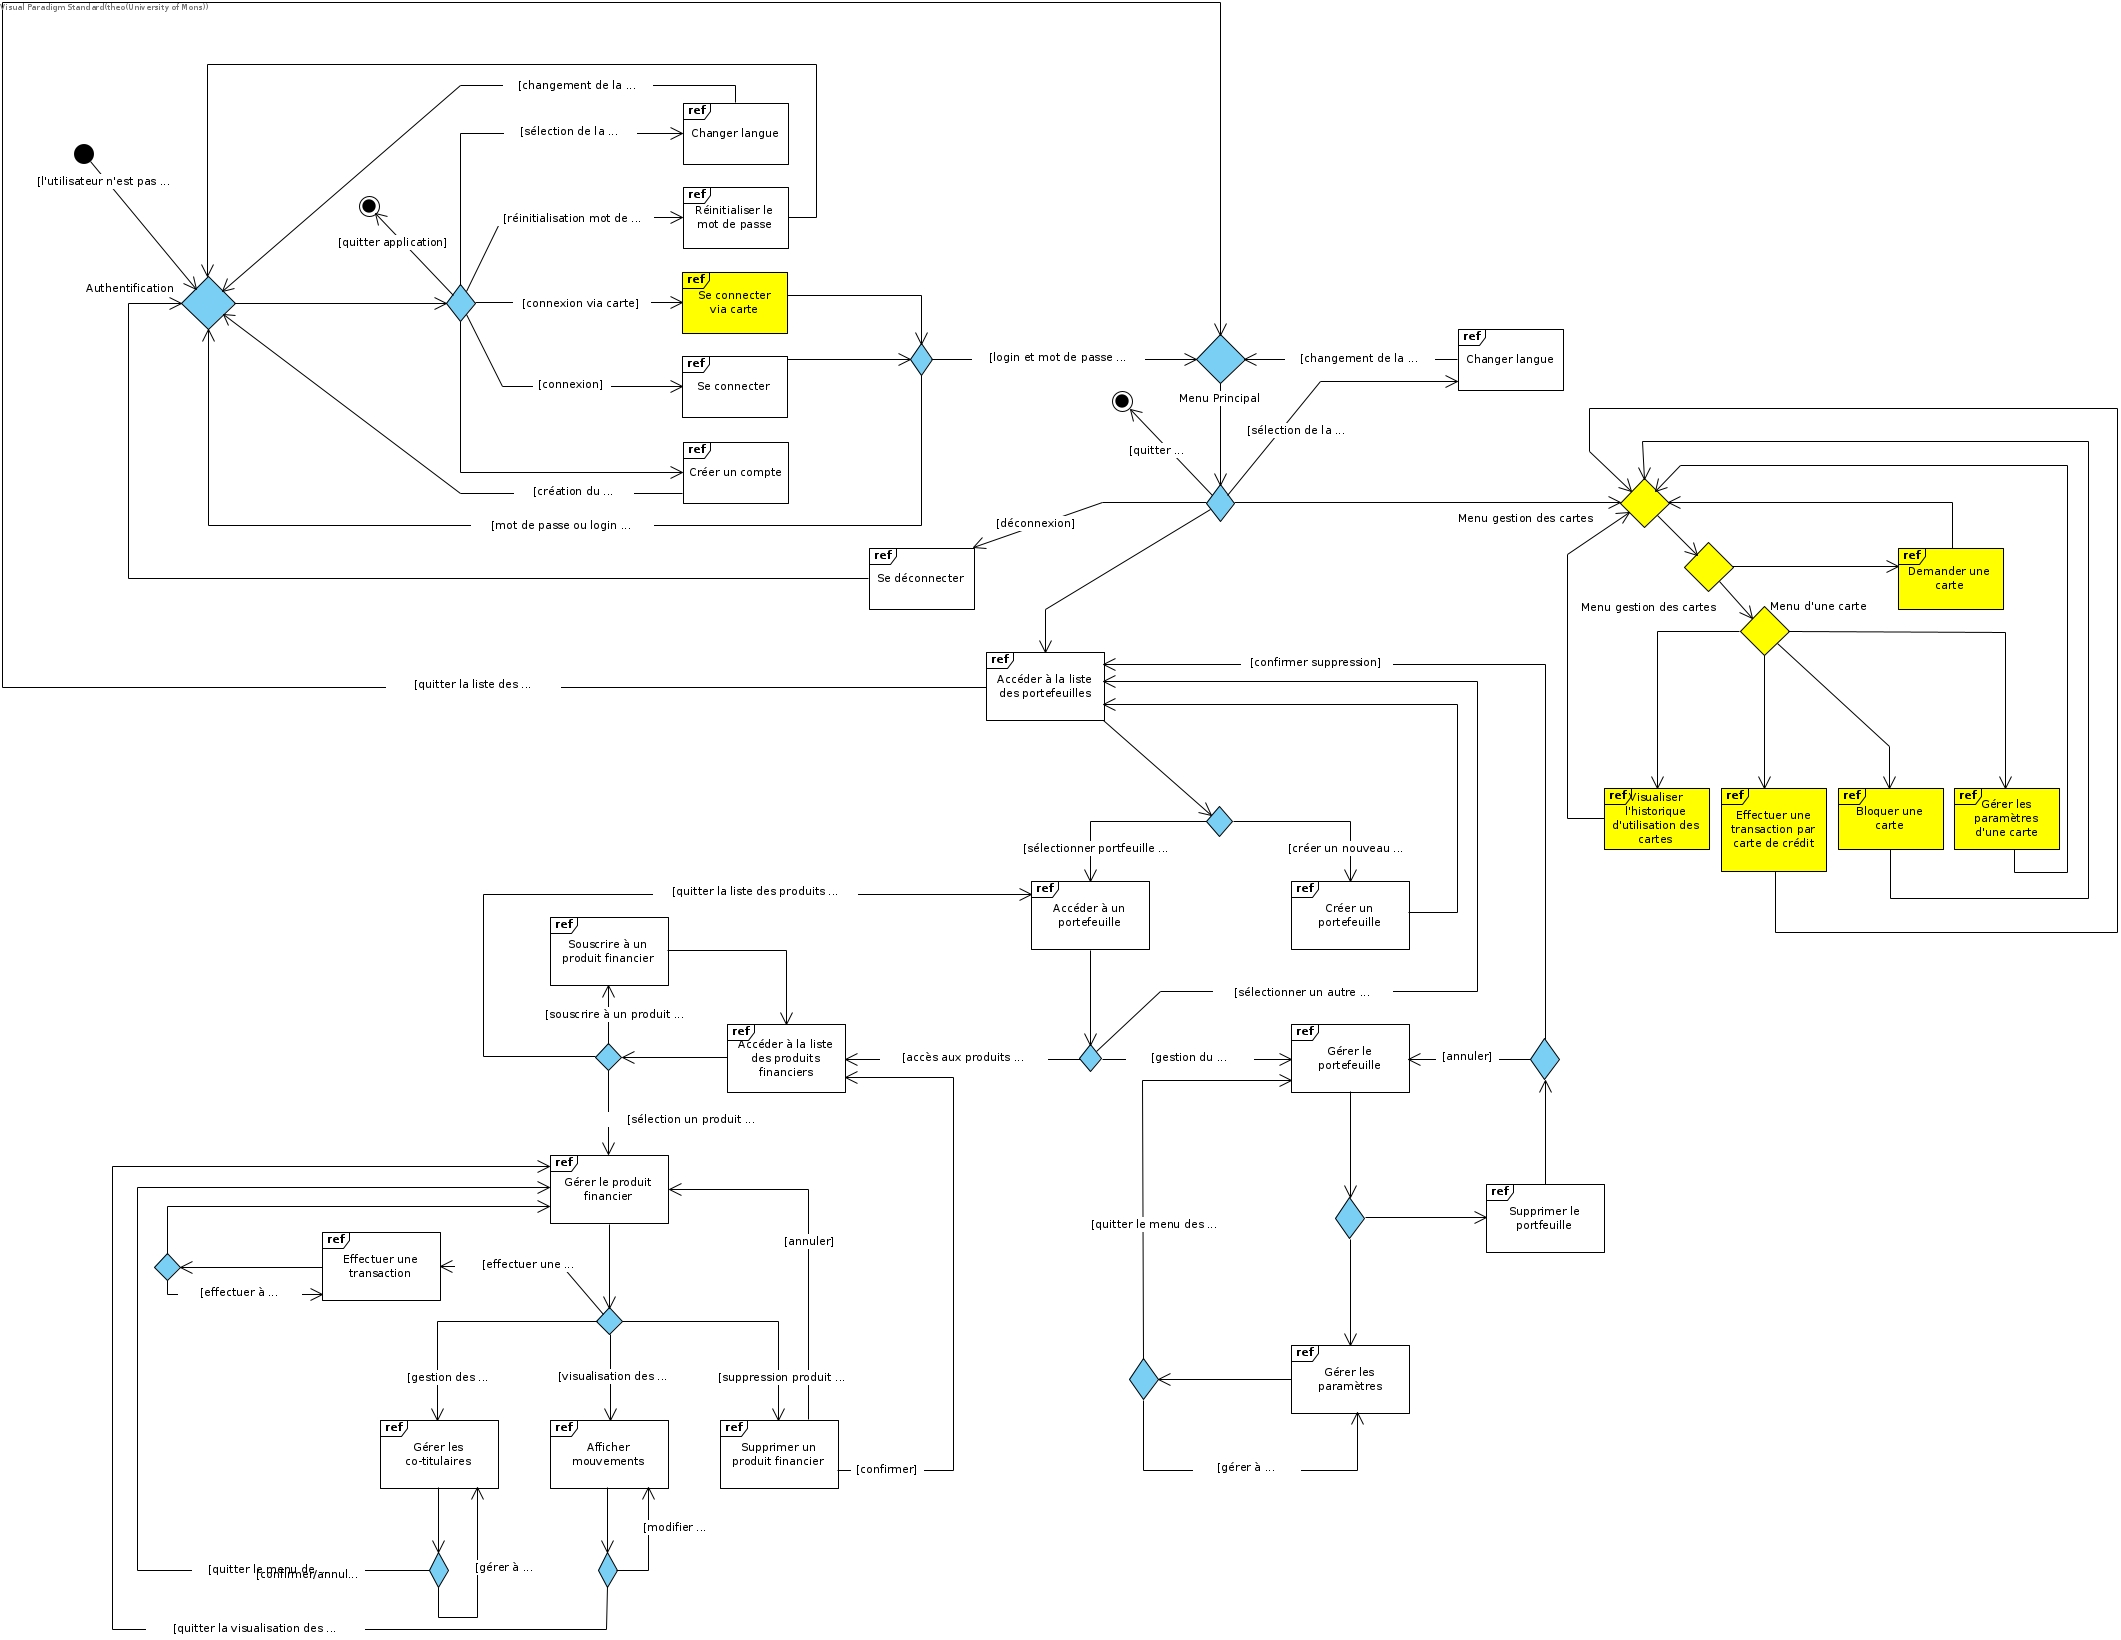 Visual Paradigm Standard(theo(University of Mons))
[changement de la ...
ref
Changer langue
[sélection de la ...
[l'utilisateur n'est pas ...
ref
Réinitialiser le
mot de passe
[réinitialisation mot de ...
[quitter application]
Authentification
ref
Se connecter
via carte
[connexion via carte]
ref
Se connecter
[connexion]
[login et mot de passe ...
[changement de la ...
ref
Changer langue
Menu Principal
[sélection de la ...
[quitter ...
ref
Créer un compte
[création du ...
[mot de passe ou login ...
[déconnexion]
Menu gestion des cartes
ref
Se déconnecter
ref
Demander une
carte
Menu gestion des cartes
Menu d'une carte
ref
Accéder à la liste
des portefeuilles
[confirmer suppression]
[quitter la liste des ...
ref
Visualiser
l'historique
d'utilisation des
cartes
ref
Effectuer une
transaction par
carte de crédit
ref
Bloquer une
carte
ref
Gérer les
paramètres
d'une carte
[sélectionner portfeuille ...
[créer un nouveau ...
[quitter la liste des produits ...
ref
Accéder à un
portefeuille
ref
Créer un
portefeuille
ref
Souscrire à un
produit financier
[sélectionner un autre ...
[souscrire à un produit ...
ref
Accéder à la liste
des produits
financiers
[accès aux produits ...
[gestion du ...
ref
Gérer le
portefeuille
[annuler]
[sélection un produit ...
ref
Gérer le produit
financier
ref
Supprimer le
portfeuille
[quitter le menu des ...
[annuler]
ref
Effectuer une
transaction
[effectuer une ...
[effectuer à ...
ref
Gérer les
paramètres
[gestion des ...
[visualisation des ...
[suppression produit ...
ref
Gérer les
co-titulaires
ref
Afficher
mouvements
ref
Supprimer un
produit financier
[confirmer]
[gérer à ...
[modifier ...
[quitter le menu de...
[confirmer/annul...
[gérer à ...
[quitter la visualisation des ...